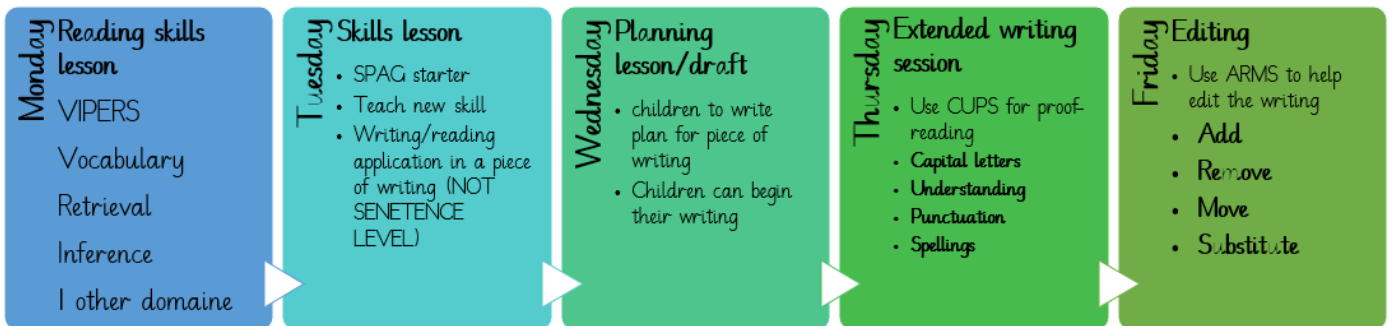 Monday
Reading skills
lesson
VIPERS
Vocabulary
Retrieval
Inference
1 other domaine
Tuesday
Skills lesson
• SPAG starter
• Teach new skill
• Writing/reading
application in a piece
of writing (NOT
SENETENCE
LEVEL)
Wednesday
Planning
lesson/draft
• children to write
plan for piece of
writing
• Children can begin
their writing
Thursday
Extended writing
session
• Use CUPS for proof-
reading
• Capital letters
• Understanding
• Punctuation
• Spellings
Friday
Editing
• Use ARMS to help
edit the writing
• Add
• Remove
• Move
• Substitute